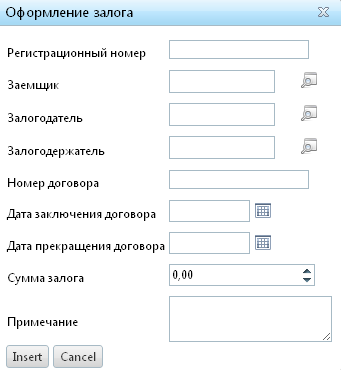 Оформление залога
Регистрационный номер
Заемщик
Залогодатель
Залогодержатель
Номер договора
Дата заключения договора
Дата прекращения договора
Сумма залога 0,00
Примечание
Insert Cancel